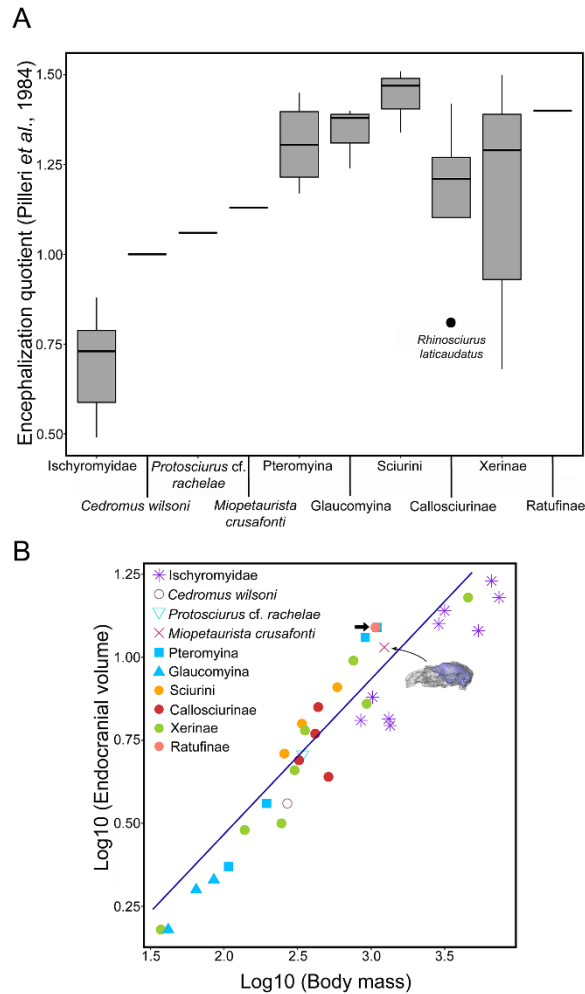 A
Encephalization quotient (Pilleri et al., 1984)
1.50
1.25
1.00
0.75
0.50
Rhinosciurus
laticaudatus
Ischyromyidae
Protosciurus cf.
rachelae
Pteromyina
Sciurini
Xerinae
Cedromus wilsoni
Miopetaurista
crusafonti
Glaucomyina
Callosciurinae
Ratufinae
B
Log10 (Endocranial volume)
1.25
1.00
0.75
0.50
0.25
Ischyromyidae
Cedromus wilsoni
Protosciurus cf. rachelae
Miopetaurista crusafonti
Pteromyina
Glaucomyina
Sciurini
Callosciurinae
Xerinae
Ratufinae
1.5
2.0
2.5
3.0
3.5
Log10 (Body mass)